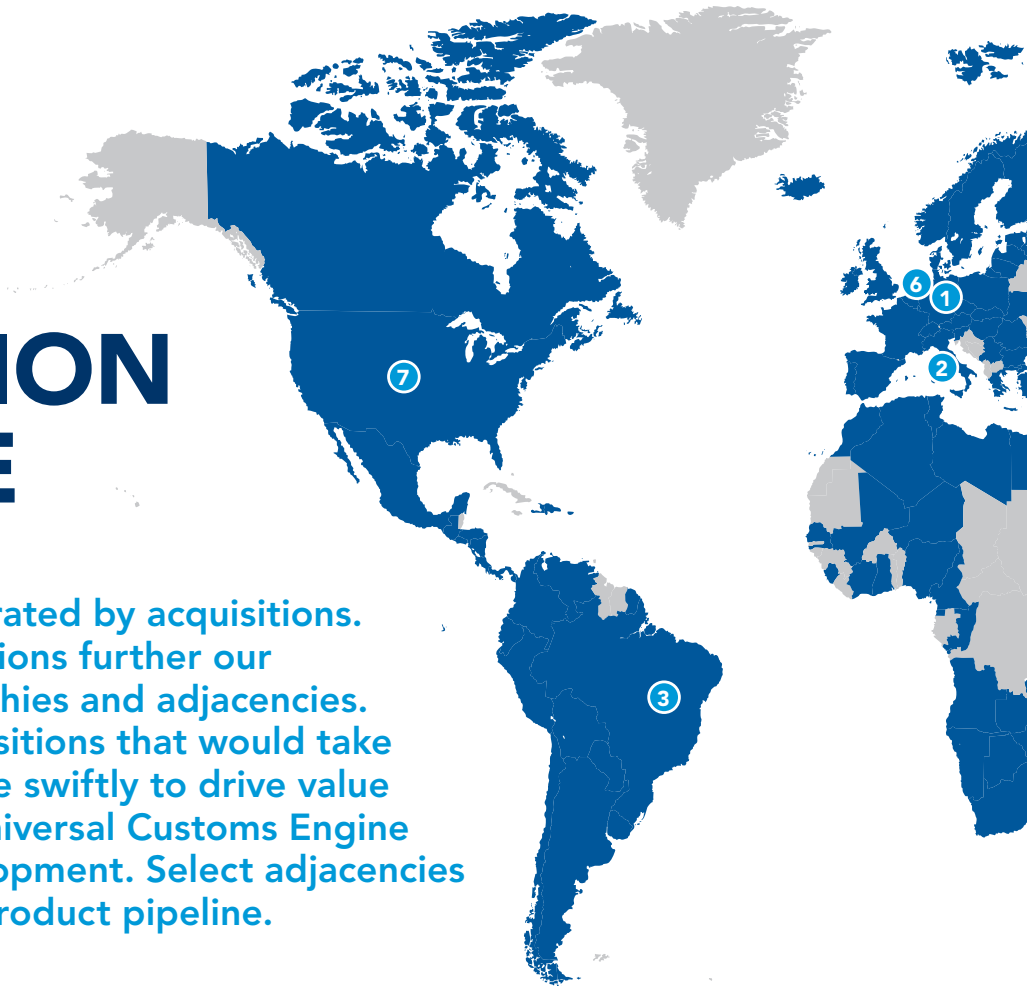 ION
E
rated by acquisitions.
ions further our
hies and adjacencies.
sitions that would take
e swiftly to drive value
niversal Customs Engine
opment. Select adjacencies
roduct pipeline.
6
1
2
7
3